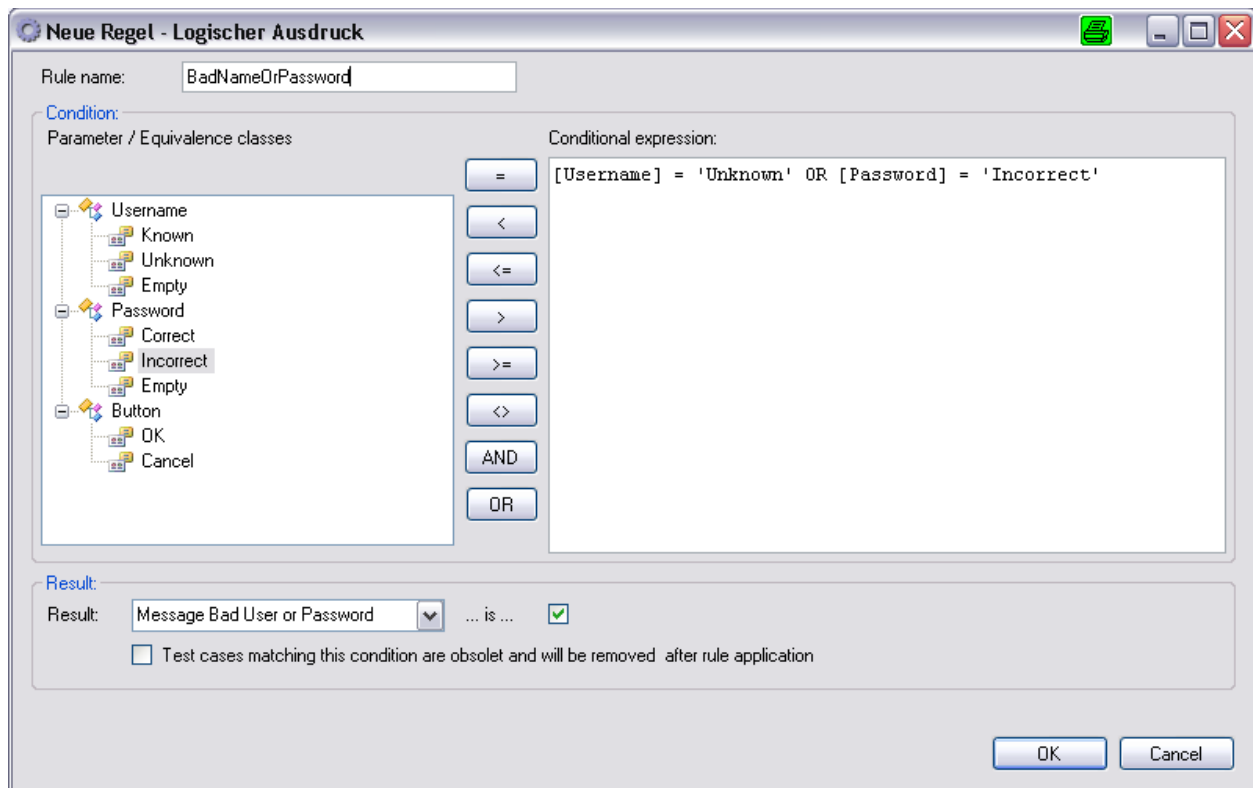 Neue Regel - Logischer Ausdruck
Rule name: BadNameOrPassword
Condition:
Parameter / Equivalence classes
Conditional expression:
[Username] = 'Unknown' OR [Password] = 'Incorrect'
Username
Known
Unknown
Empty
Password
Correct
Incorrect
Empty
Button
OK
Cancel
=
<
<=
>
>=
<>
AND
OR
Result:
Result: Message Bad User or Password ... is ...
Test cases matching this condition are obsolet and will be removed after rule application
OK Cancel